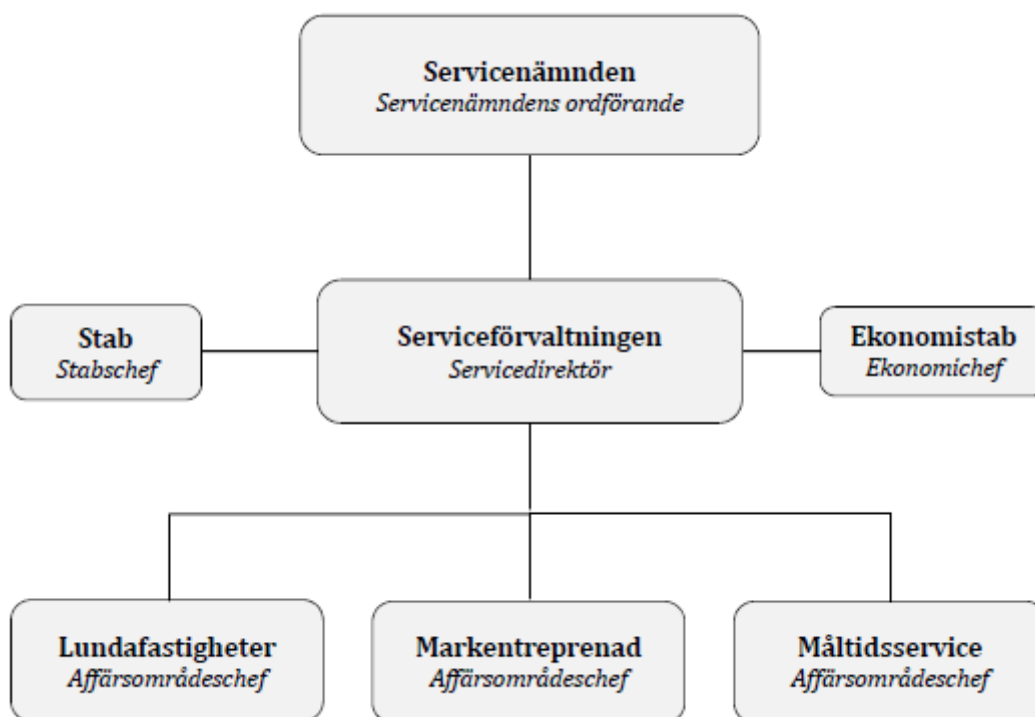 Servicenämnden
Servicenämndens ordförande
Stab
Stabschef
Serviceförvaltningen
Servicedirektör
Ekonomistab
Ekonomichef
Lundafastigheter
Affärsområdeschef
Markentreprenad
Affärsområdeschef
Måltidsservice
Affärsområdeschef